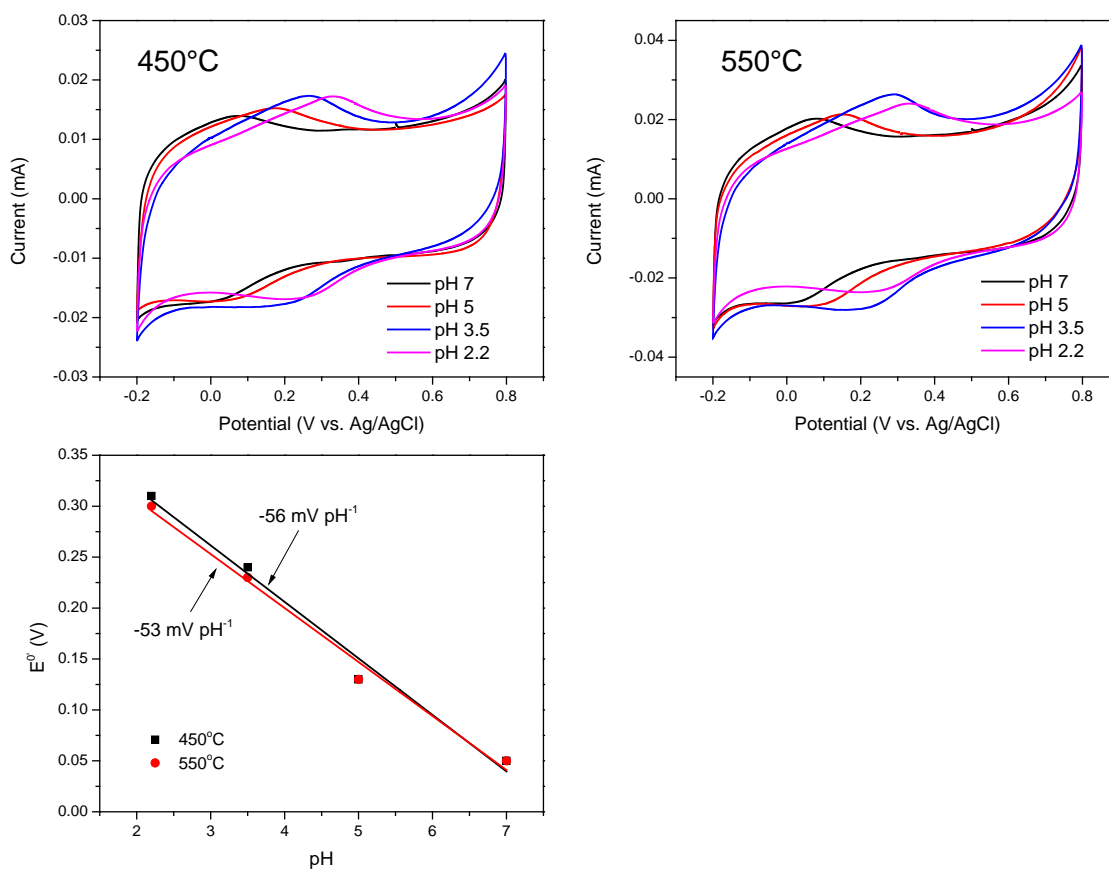 450°C
0.03
0.02
0.01
0.00
-0.01
-0.02
0.03
Current (mA)
pH 7
pH 5
pH 3.5
pH 2.2
-0.2 0.0 0.2 0.4 0.6 0.8
Potential (V vs. Ag/AgCl)
550°C
0.04
0.02
0.00
-0.02
-0.04
Current (mA)
pH 7
pH 5
pH 3.5
pH 2.2
-0.2 0.0 0.2 0.4 0.6 0.8
Potential (V vs. Ag/AgCl)
0.35
0.30
0.25
0.20
0.15
0.10
0.05
0.00
E⁰' (V)
-56 mV pH⁻¹
-53 mV pH⁻¹
450°C
550°C
2 3 4 5 6 7
pH